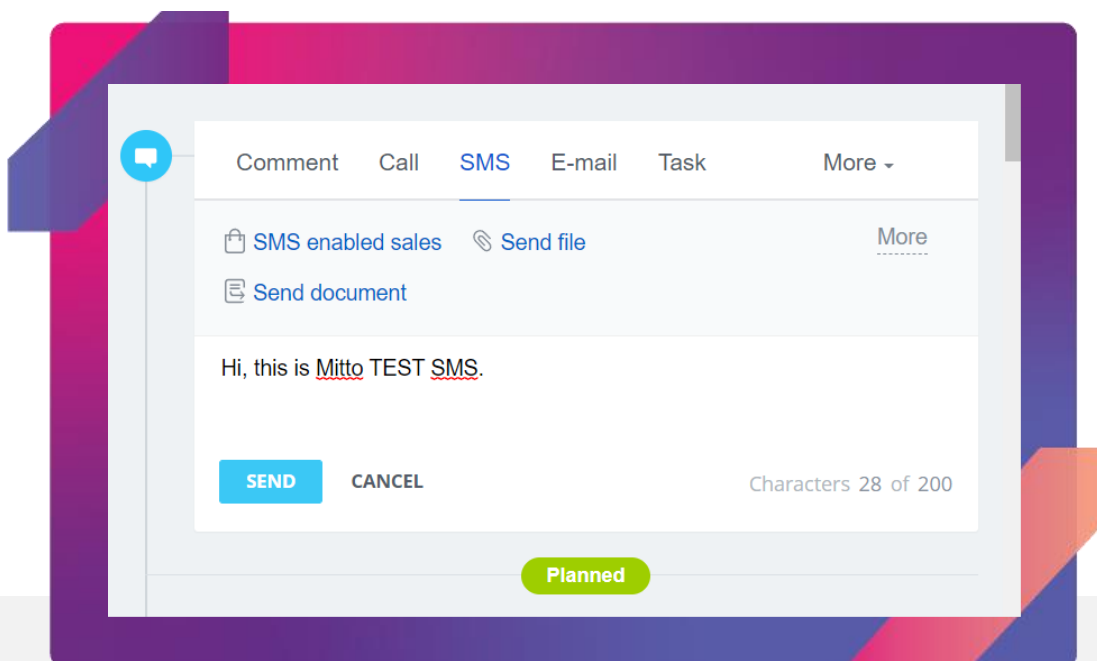 Comment Call SMS E-mail Task More
SMS enabled sales Send file More
Send document
Hi, this is Mitto TEST SMS.
SEND CANCEL Characters 28 of 200
Planned